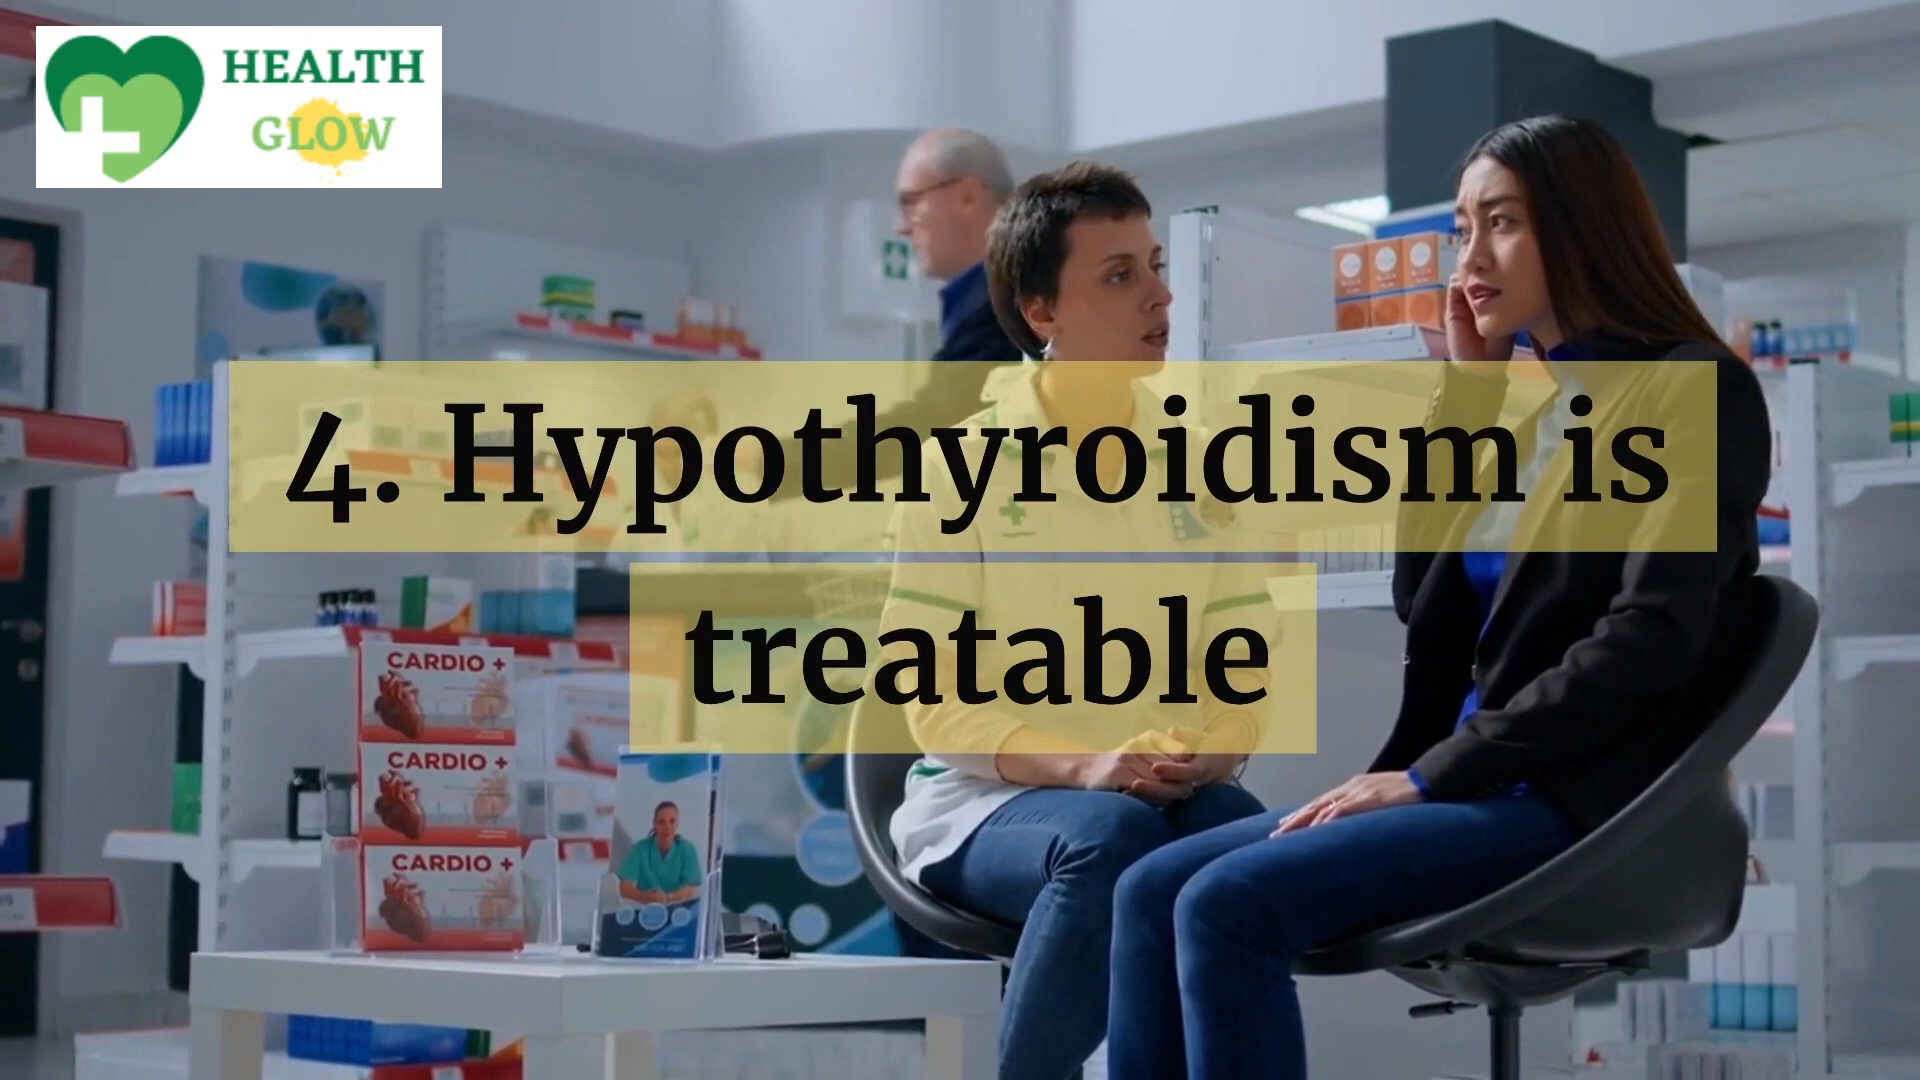 HEALTH
GLOW
4. Hypothyroidism is
treatable
CARDIO +
CARDIO +
CARDIO +